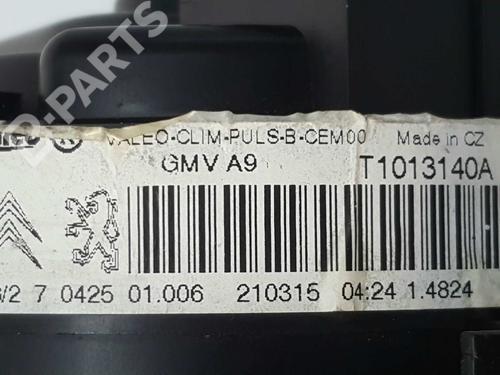 VALEO-CLIM-PULS-B-CEM00 Made in CZ
GMV A9 T1013140A
/2 7 0425 01.006 210315 04:24 1.4824
D-PARTS